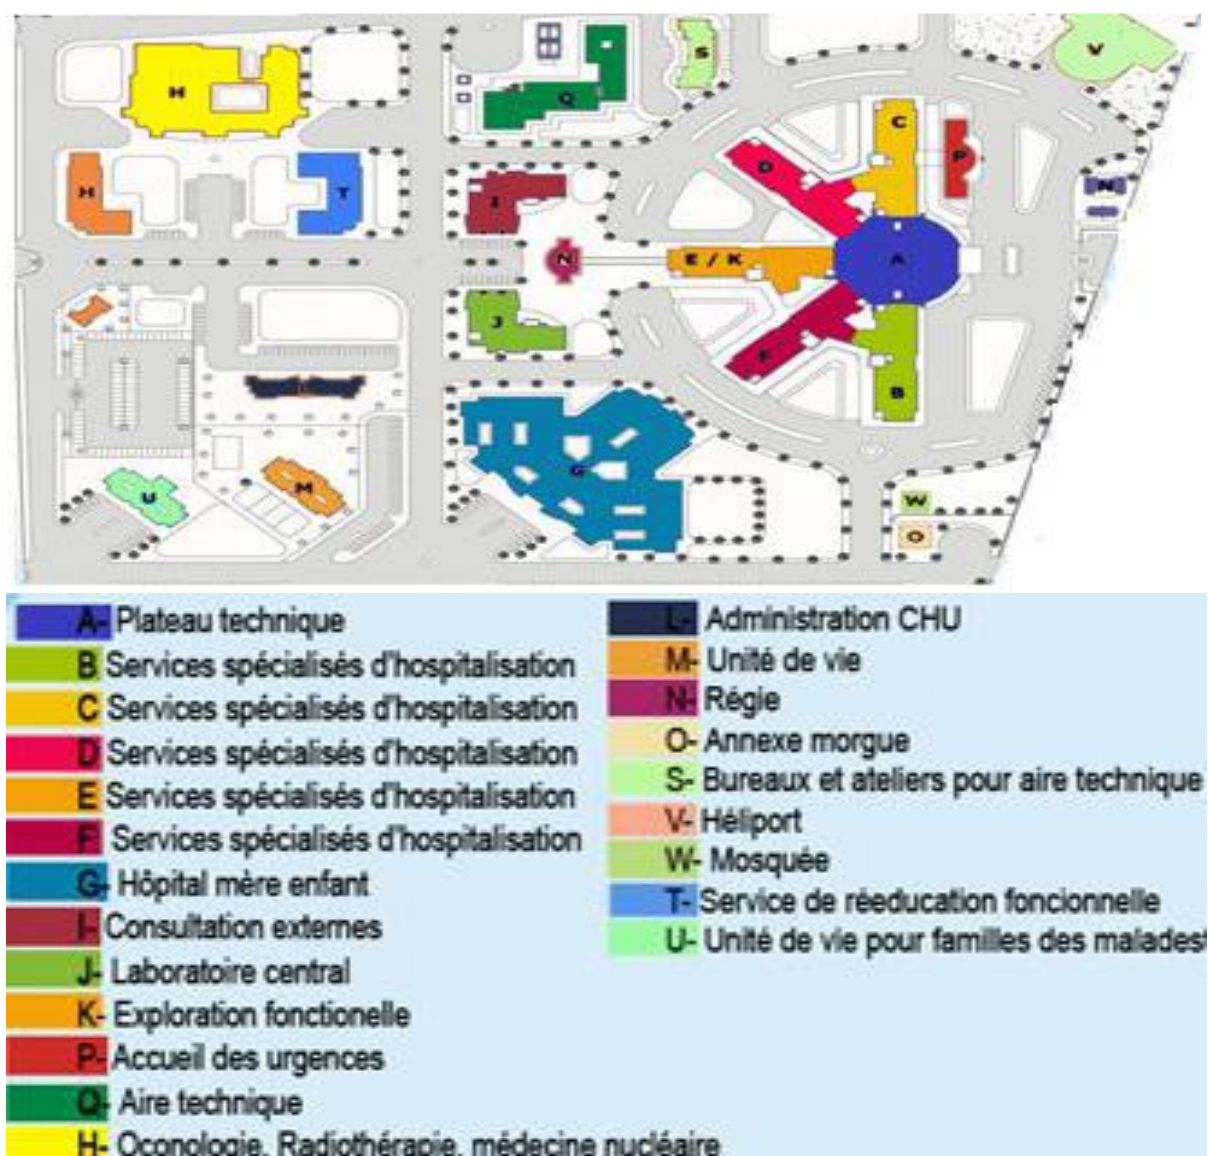 V
S
H
Q
C
D
P
H
T
I
N
N
E / K
A
J
F
B
G
M
U
W
O
A- Plateau technique
B Services spécialisés d'hospitalisation
C Services spécialisés d'hospitalisation
D Services spécialisés d'hospitalisation
E Services spécialisés d'hospitalisation
F Services spécialisés d'hospitalisation
G- Hôpital mère enfant
I- Consultation externes
J- Laboratoire central
K- Exploration fonctionelle
P- Accueil des urgences
Q- Aire technique
H- Oconologie, Radiothérapie, médecine nucléaire
L- Administration CHU
M- Unité de vie
N- Régie
O- Annexe morgue
S- Bureaux et ateliers pour aire technique
V- Héliport
W- Mosquée
T- Service de réeducation foncionnelle
U- Unité de vie pour familles des malades